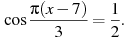 cos π(x − 7)/3 = 1/2.